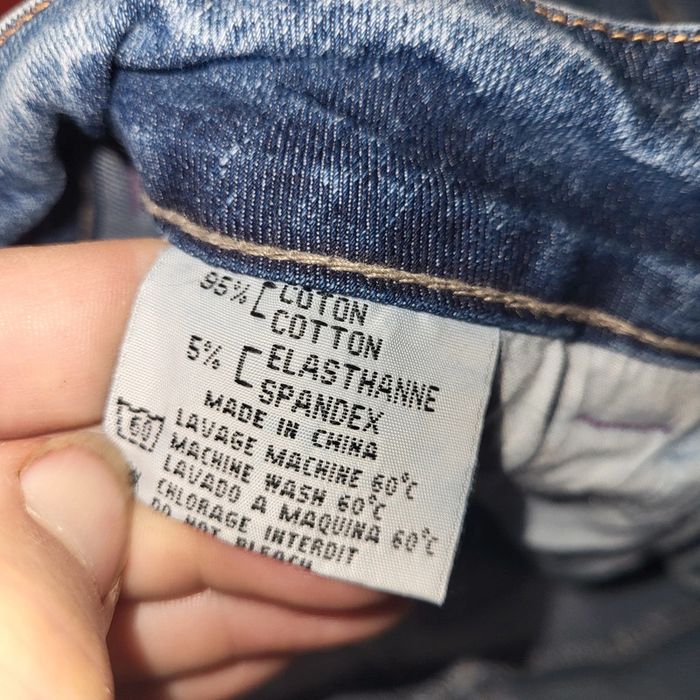 95% [ COTON
COTTON
5% [ ELASTHANNE
SPANDEX
MADE IN CHINA
60
LAVAGE MACHINE 60℃
MACHINE WASH 60℃
LAVADO A MAQUINA 60℃
CHLORAGE INTERDIT
DO NOT BLEACH